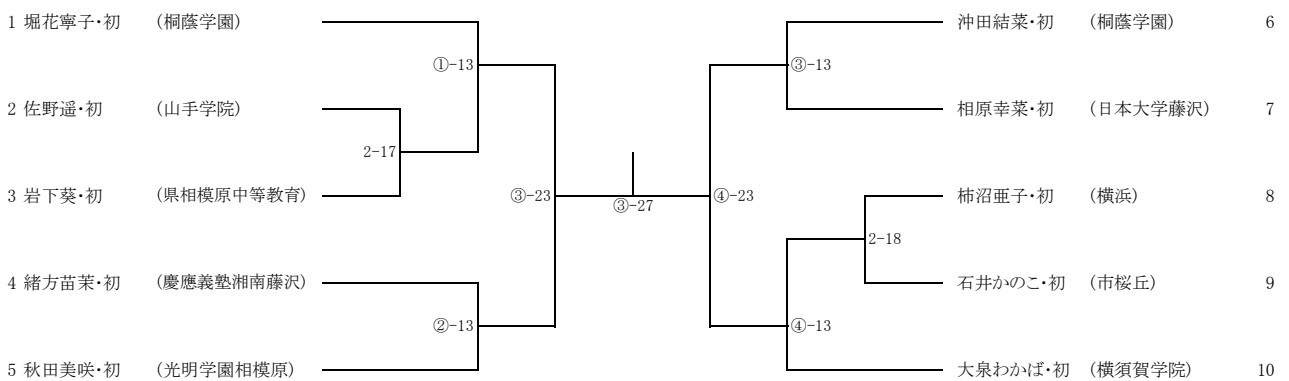 1 堀花寧子・初 (桐蔭学園)
①-13
2 佐野遥・初 (山手学院)
2-17
3 岩下葵・初 (県相模原中等教育)
③-23
4 緒方苗茉・初 (慶應義塾湘南藤沢)
②-13
5 秋田美咲・初 (光明学園相模原)
③-27
沖田結菜・初 (桐蔭学園) 6
③-13
相原幸菜・初 (日本大学藤沢) 7
④-23
柿沼亜子・初 (横浜) 8
2-18
石井かのこ・初 (市桜丘) 9
④-13
大泉わかば・初 (横須賀学院) 10